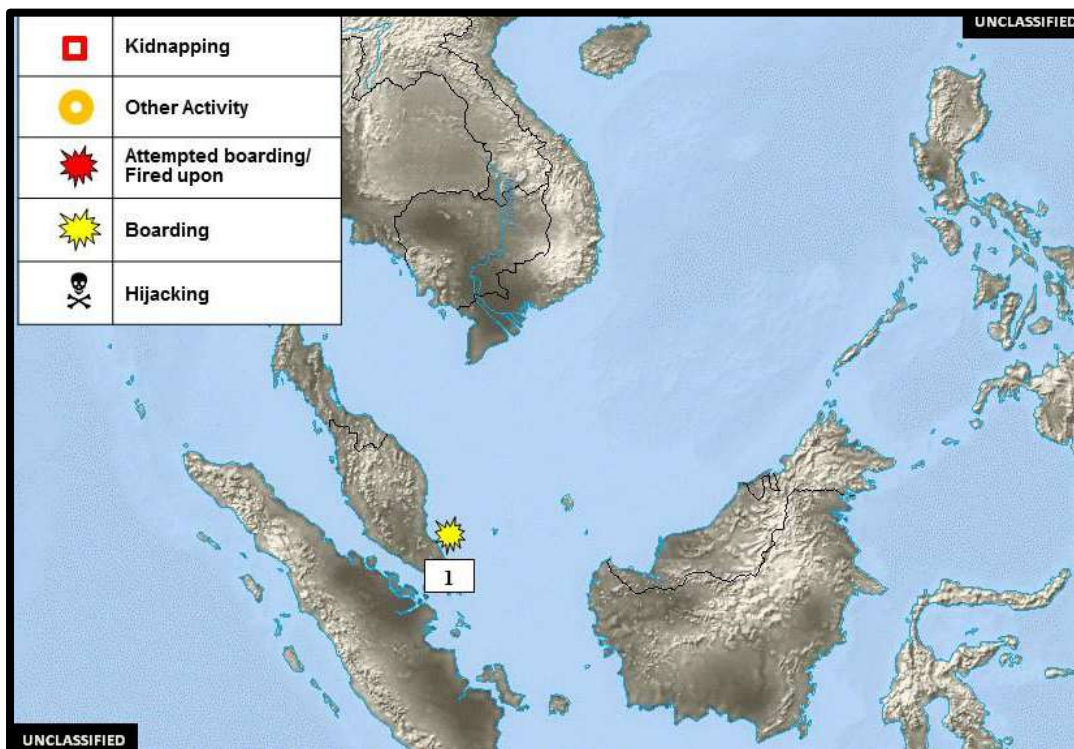 UNCLASSIFIED
Kidnapping
Other Activity
Attempted boarding/
Fired upon
Boarding
Hijacking
1
UNCLASSIFIED